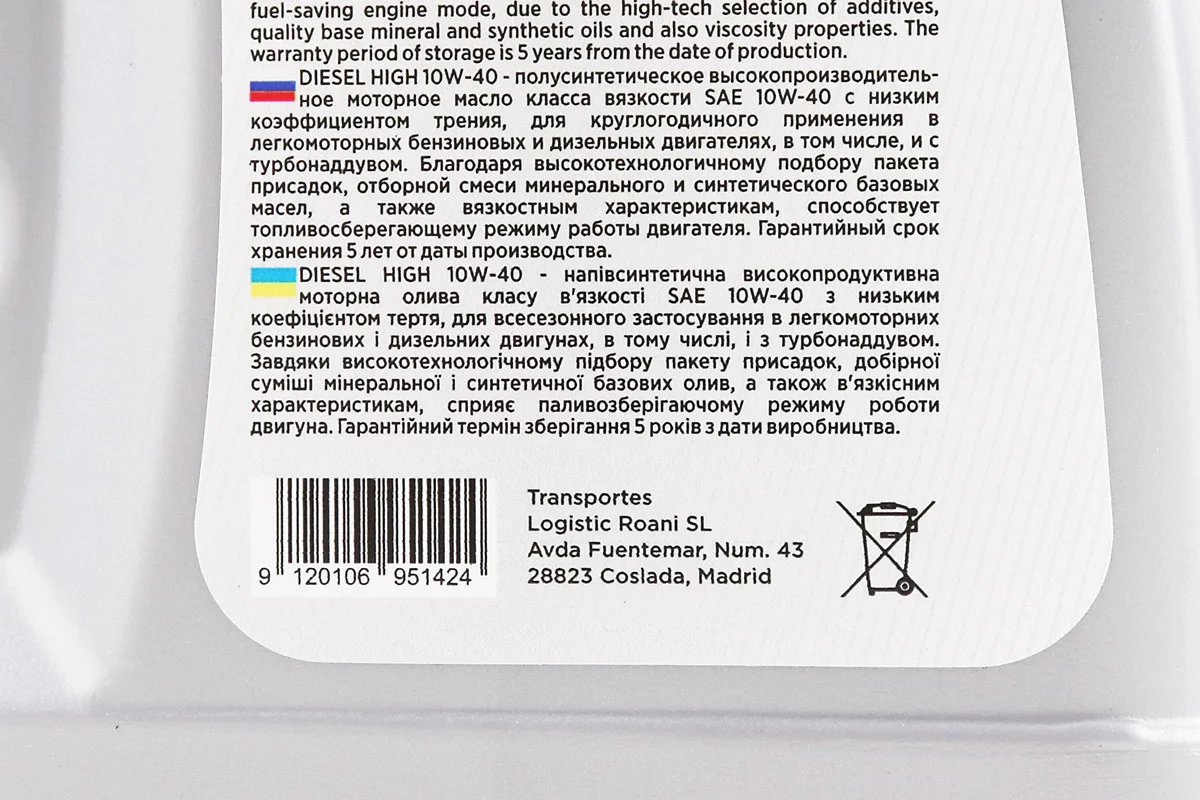 fuel-saving engine mode, due to the high-tech selection of additives,
quality base mineral and synthetic oils and also viscosity properties. The
warranty period of storage is 5 years from the date of production.
DIESEL HIGH 10W-40 - полусинтетическое высокопроизводитель-
ное моторное масло класса вязкости SAE 10W-40 с низким
коэффициентом трения, для круглогодичного применения в
легкомоторных бензиновых и дизельных двигателях, в том числе, и с
турбонаддувом. Благодаря высокотехнологичному подбору пакета
присадок, отборной смеси минерального и синтетического базовых
масел, а также вязкостным характеристикам, способствует
топливосберегающему режиму работы двигателя. Гарантийный срок
хранения 5 лет от даты производства.
DIESEL HIGH 10W-40 - напівсинтетична високопродуктивна
моторна олива класу в'язкості SAE 10W-40 з низьким
коефіцієнтом тертя, для всесезонного застосування в легкомоторних
бензинових і дизельних двигунах, в тому числі, і з турбонаддувом.
Завдяки високотехнологічному підбору пакету присадок, добірної
суміші мінеральної і синтетичної базових олив, а також в'язкісним
характеристикам, сприяє паливозберігаючому режиму роботи
двигуна. Гарантійний термін зберігання 5 років з дати виробництва.
9 120106 951424
Transportes
Logistic Roani SL
Avda Fuentemar, Num. 43
28823 Coslada, Madrid